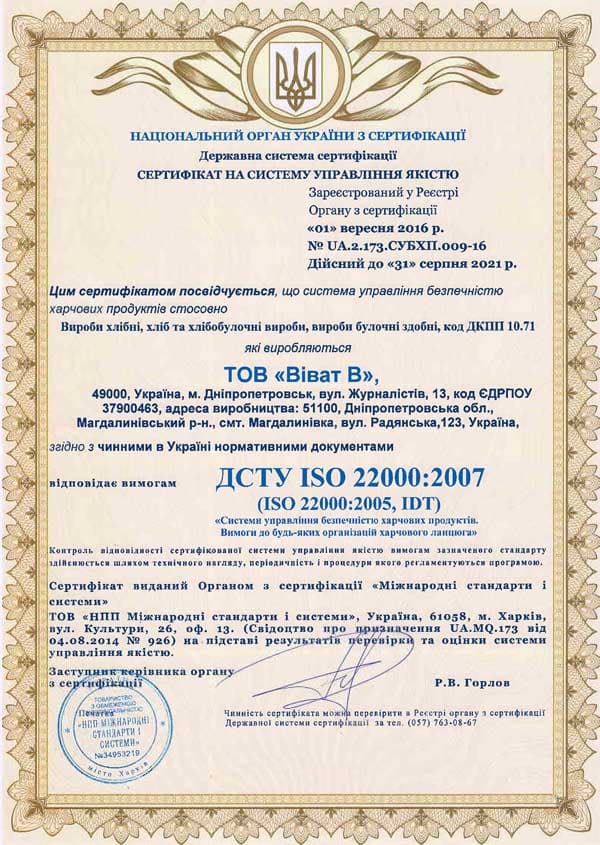 НАЦІОНАЛЬНИЙ ОРГАН УКРАЇНИ З СЕРТИФІКАЦІЇ
Державна система сертифікації
СЕРТИФІКАТ НА СИСТЕМУ УПРАВЛІННЯ ЯКІСТЮ
Зареєстрований у Реєстрі
Органу з сертифікації
«01» вересня 2016 р.
№ UA.2.173.СУБХП.009-16
Дійсний до «31» серпня 2021 р.
Цим сертифікатом посвідчується, що система управління безпечністю
харчових продуктів стосовно
Вироби хлібні, хліб та хлібобулочні вироби, вироби булочні здобні, код ДКПП 10.71
які виробляються
ТОВ «Віват В»,
49000, Україна, м. Дніпропетровськ, вул. Журналістів, 13, код ЄДРПОУ
37900463, адреса виробництва: 51100, Дніпропетровська обл.,
Магдалинівський р-н., смт. Магдалинівка, вул. Радянська,123, Україна,
згідно з чинними в Україні нормативними документами
відповідає вимогам
ДСТУ ISO 22000:2007
(ISO 22000:2005, IDT)
«Системи управління безпечністю харчових продуктів.
Вимоги до будь-яких організацій харчового ланцюга»
Контроль відповідності сертифікованої системи управління якістю вимогам зазначеного стандарту
здійснюється шляхом технічного нагляду, періодичність і процедури якого регламентуються програмою.
Сертифікат виданий Органом з сертифікації «Міжнародні стандарти і
системи»
ТОВ «НПП Міжнародні стандарти і системи», Україна, 61058, м. Харків,
вул. Культури, 26, оф. 13. (Свідоцтво про призначення UA.MQ.173 від
04.08.2014 № 926) на підставі результатів перевірки та оцінки системи
управління якістю.
Заступник керівника органу
з сертифікації
Р.В. Горлов
Печатка
ТОВАРИСТВО
З ОБМЕЖЕНОЮ
ВІДПОВІДАЛЬНІСТЮ
«НПП МІЖНАРОДНІ
СТАНДАРТИ І
СИСТЕМИ»
№34953219
місто Харків
Чинність сертифіката можна перевірити в Реєстрі органу з сертифікації
Державної системи сертифікації за тел. (057) 763-08-67